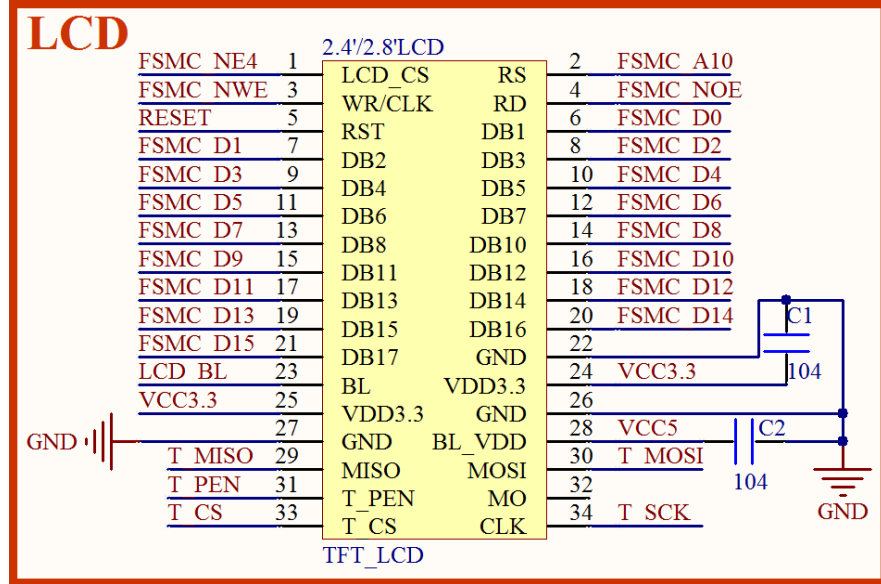 LCD
2.4'/2.8'LCD
FSMC_NE4 1 LCD_CS RS 2 FSMC_A10
FSMC_NWE 3 WR/CLK RD 4 FSMC_NOE
RESET 5 RST DB1 6 FSMC_D0
FSMC_D1 7 DB2 DB3 8 FSMC_D2
FSMC_D3 9 DB4 DB5 10 FSMC_D4
FSMC_D5 11 DB6 DB7 12 FSMC_D6
FSMC_D7 13 DB8 DB10 14 FSMC_D8
FSMC_D9 15 DB11 DB12 16 FSMC_D10
FSMC_D11 17 DB13 DB14 18 FSMC_D12
FSMC_D13 19 DB15 DB16 20 FSMC_D14
C1
FSMC_D15 21 DB17 GND 22
LCD_BL 23 BL VDD3.3 24 VCC3.3 104
VCC3.3 25 VDD3.3 GND 26
GND 27 GND BL_VDD 28 VCC5 C2
T_MISO 29 MISO MOSI 30 T_MOSI
104
T_PEN 31 T_PEN MO 32
T_CS 33 T_CS CLK 34 T_SCK
GND
TFT_LCD